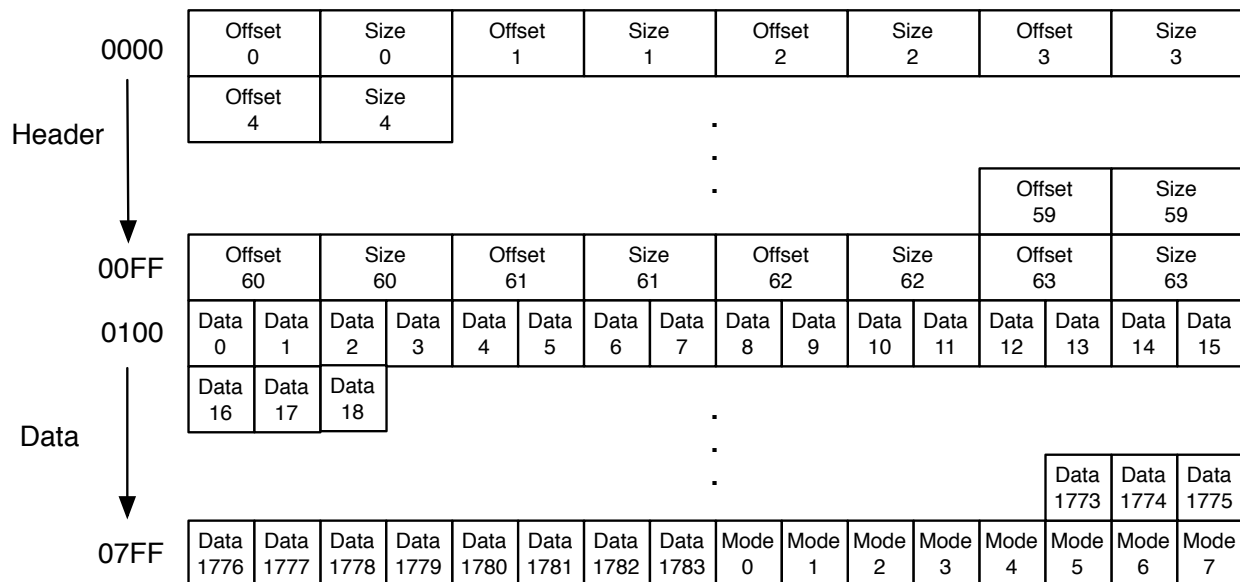 0000
Offset Size Offset Size Offset Size Offset Size
0 0 1 1 2 2 3 3
Offset Size
4 4
Header
.
.
.
Offset Size
59 59
00FF
Offset Size Offset Size Offset Size Offset Size
60 60 61 61 62 62 63 63
0100
Data Data Data Data Data Data Data Data Data Data Data Data Data Data Data Data
0 1 2 3 4 5 6 7 8 9 10 11 12 13 14 15
Data Data Data
16 17 18
Data
.
.
.
Data Data Data
1773 1774 1775
07FF
Data Data Data Data Data Data Data Data Mode Mode Mode Mode Mode Mode Mode Mode
1776 1777 1778 1779 1780 1781 1782 1783 0 1 2 3 4 5 6 7